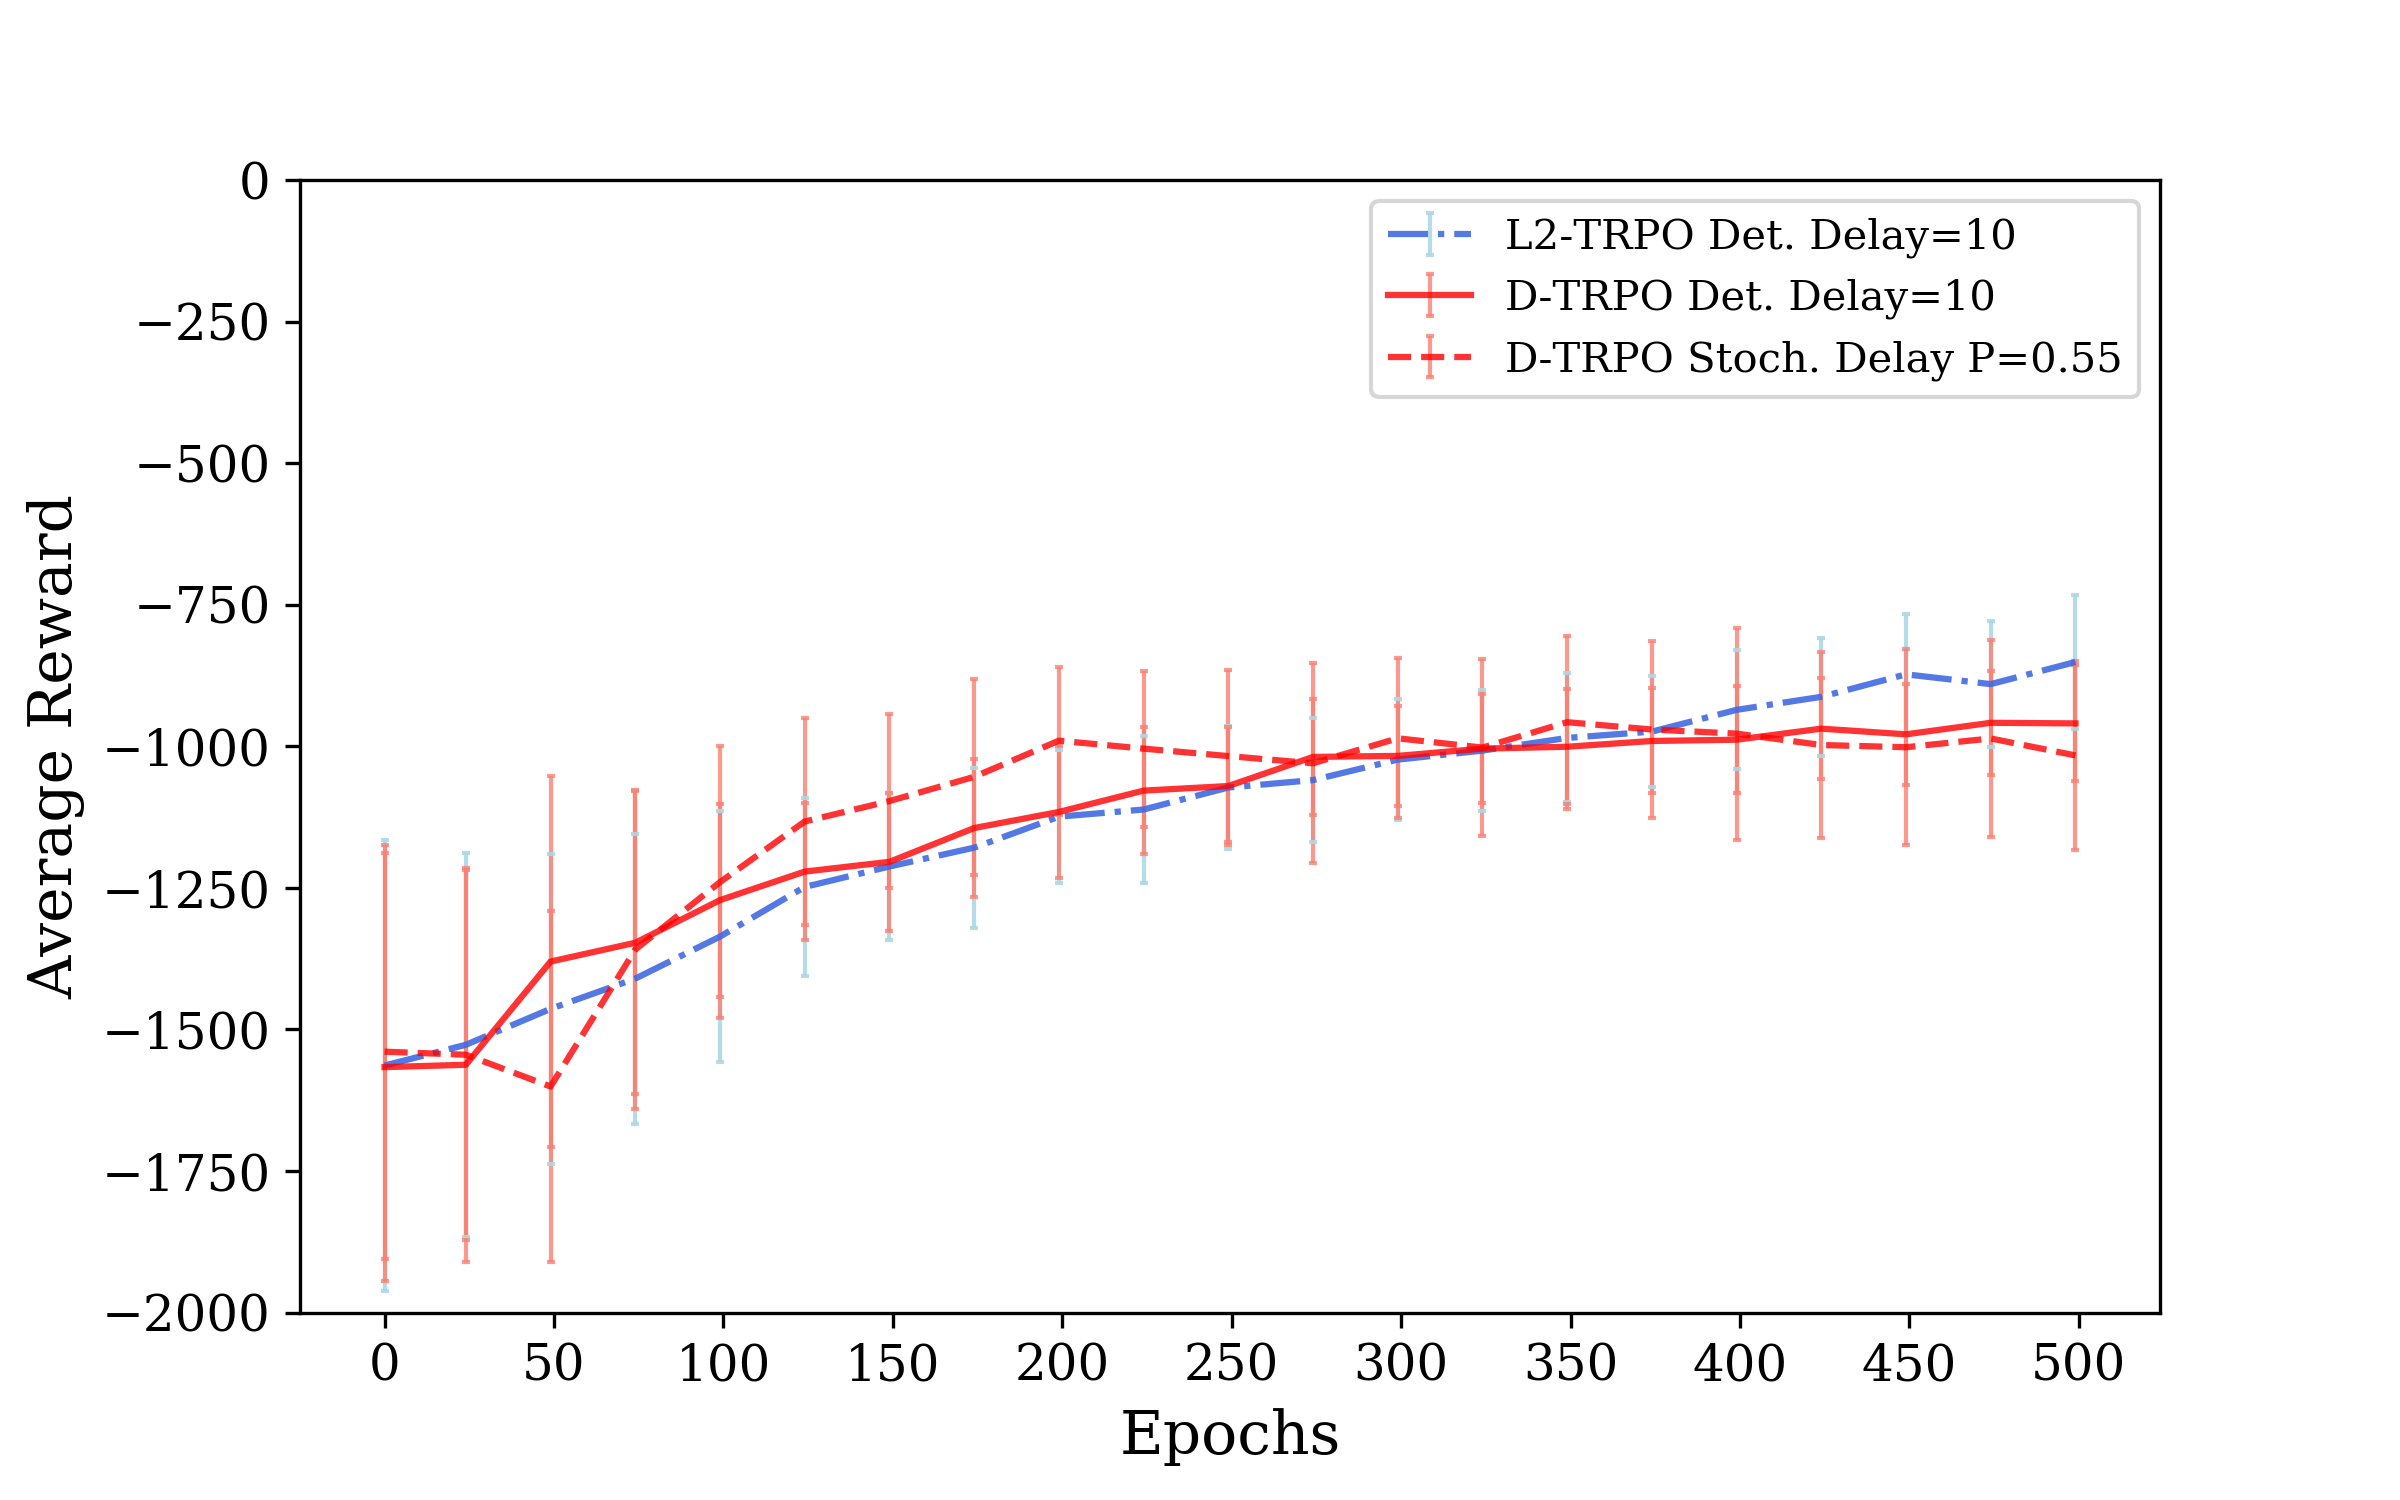 L2-TRPO Det. Delay=10
D-TRPO Det. Delay=10
D-TRPO Stoch. Delay P=0.55
Average Reward
0
−250
−500
−750
−1000
−1250
−1500
−1750
−2000
0 50 100 150 200 250 300 350 400 450 500
Epochs